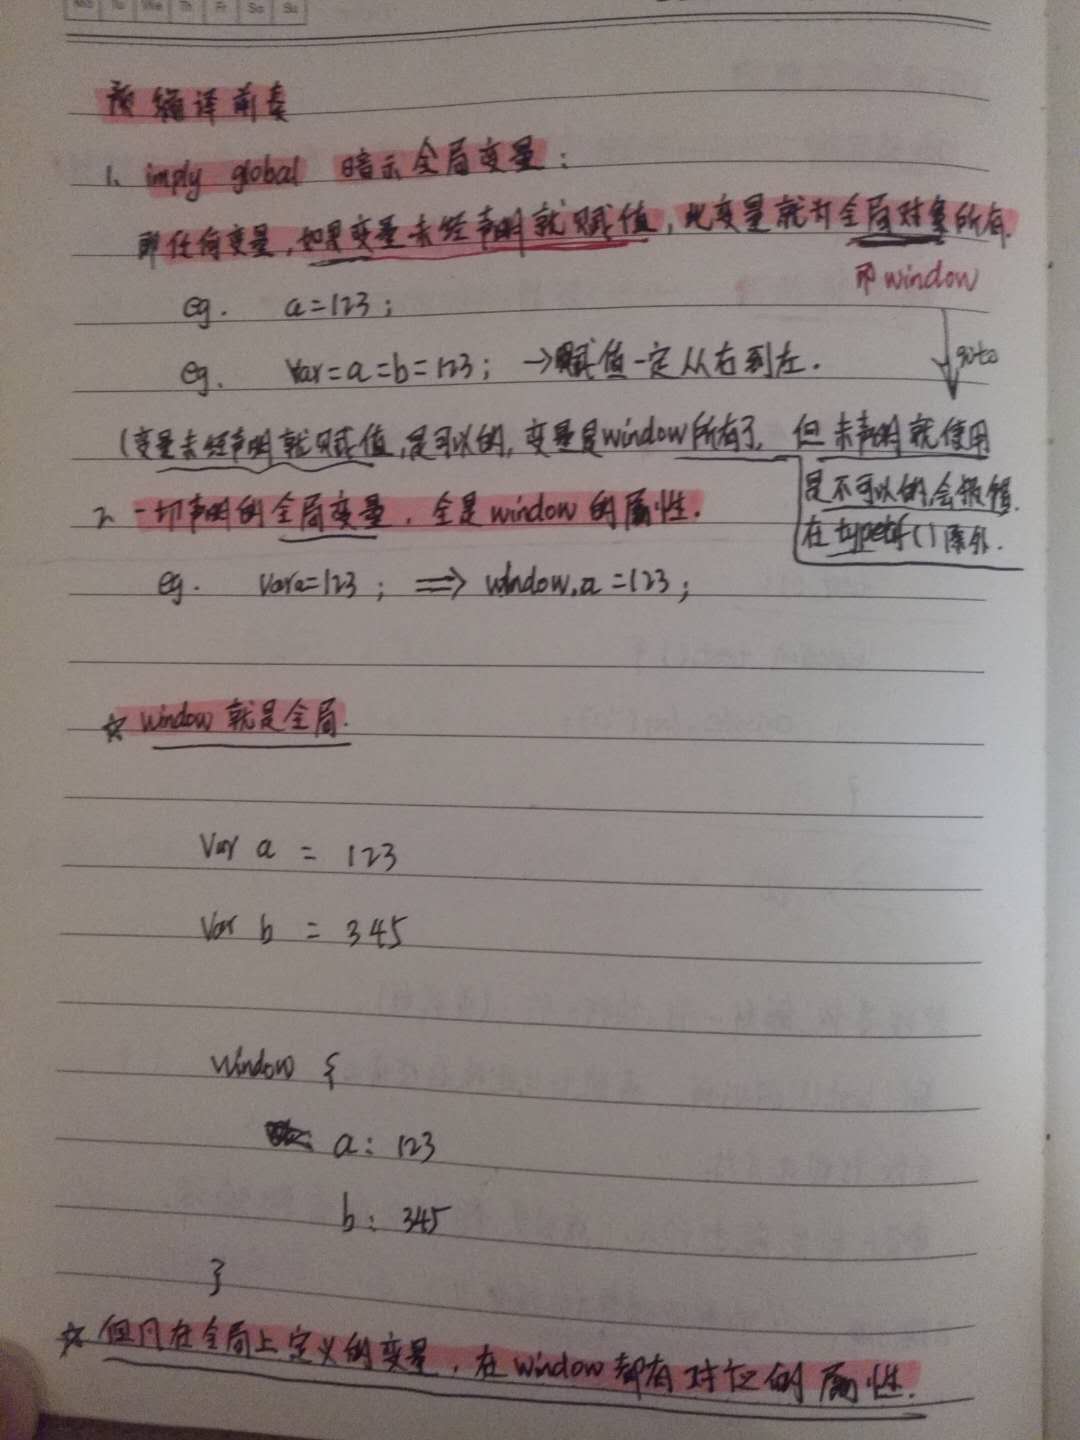 Mo Tu We Th Fr Sa Su
预编译前奏
1. imply global 暗示全局变量:
即任何变量,如果变量未经声明就赋值,此变量就为全局对象所有.
即window
eg. a=123;
goto
eg. Var=a=b=123; →赋值一定从右到左.
(变量未经声明就赋值,是可以的,变量是window所有了, 但未声明就使用
是不可以的,会报错.
2. 一切声明的全局变量,全是window的属性.
在typeof()除外.
eg. Var a=123; ⟹ window.a=123;
☆ window 就是全局.
Var a = 123
Var b = 345
window {
a: 123
b: 345
}
☆ 但凡在全局上定义的变量,在window都有对应的属性.